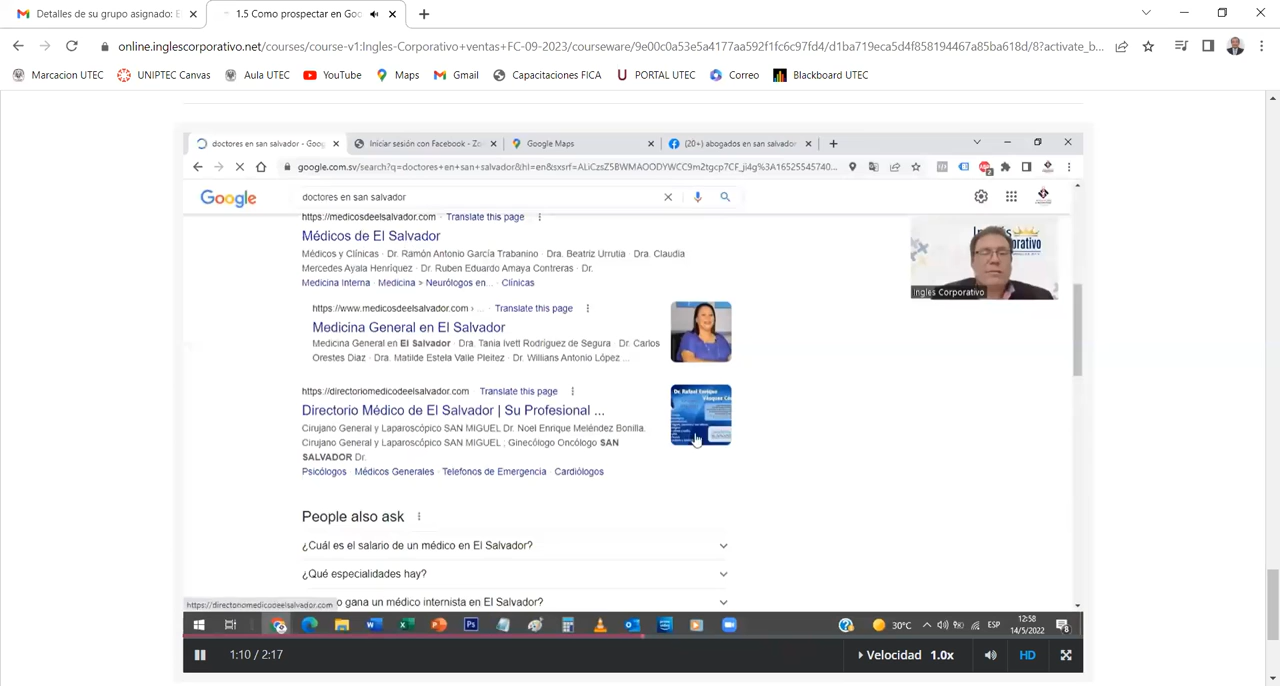 Detalles de su grupo asignado: E
1.5 Como prospectar en Goo
online.inglescorporativo.net/courses/course-v1:Ingles-Corporativo+ventas+FC-09-2023/courseware/9e00c0a53e5a4177aa592f1fc6c97fd4/d1ba719eca5d4f858194467a85ba618d/8?activate_b...
Marcacion UTEC UNIPTEC Canvas Aula UTEC YouTube Maps Gmail Capacitaciones FICA PORTAL UTEC Correo Blackboard UTEC
doctores en san salvador - Goog
Iniciar sesión con Facebook - Zo
Google Maps
(20+) abogados en san salvador
google.com.sv/search?q=doctores+en+san+salvador&hl=en&sxsrf=ALiCzsZ5BWMAOODYWCC9m2tgcp7CF_ji4g%3A16525545740...
Google
doctores en san salvador
https://medicosdeelsalvador.com · Translate this page
Médicos de El Salvador
Médicos y Clínicas · Dr. Ramón Antonio García Trabanino · Dra. Beatriz Urrutia · Dra. Claudia
Mercedes Ayala Henríquez · Dr. Ruben Eduardo Amaya Contreras · Dr.
Medicina Interna · Medicina > Neurólogos en... · Clínicas
https://www.medicosdeelsalvador.com › ... · Translate this page
Medicina General en El Salvador
Medicina General en El Salvador · Dra. Tania Ivett Rodríguez de Segura · Dr. Carlos
Orestes Diaz · Dra. Matilde Estela Valle Pleitez · Dr. Willians Antonio López ...
https://directoriomedicodeelsalvador.com · Translate this page
Directorio Médico de El Salvador | Su Profesional ...
Cirujano General y Laparoscópico SAN MIGUEL Dr. Noel Enrique Meléndez Bonilla.
Cirujano General y Laparoscópico SAN MIGUEL ; Ginecólogo Oncólogo SAN
SALVADOR Dr.
Psicólogos · Médicos Generales · Telefonos de Emergencia · Cardiólogos
Dr. Rafael Enrique
People also ask
¿Cuál es el salario de un médico en El Salvador?
¿Qué especialidades hay?
o gana un médico internista en El Salvador?
https://directoriomedicodeelsalvador.com
Ingles Corporativo
30°C
ESP
12:58
14/5/2022
8
1:10 / 2:17
Velocidad 1.0x
HD